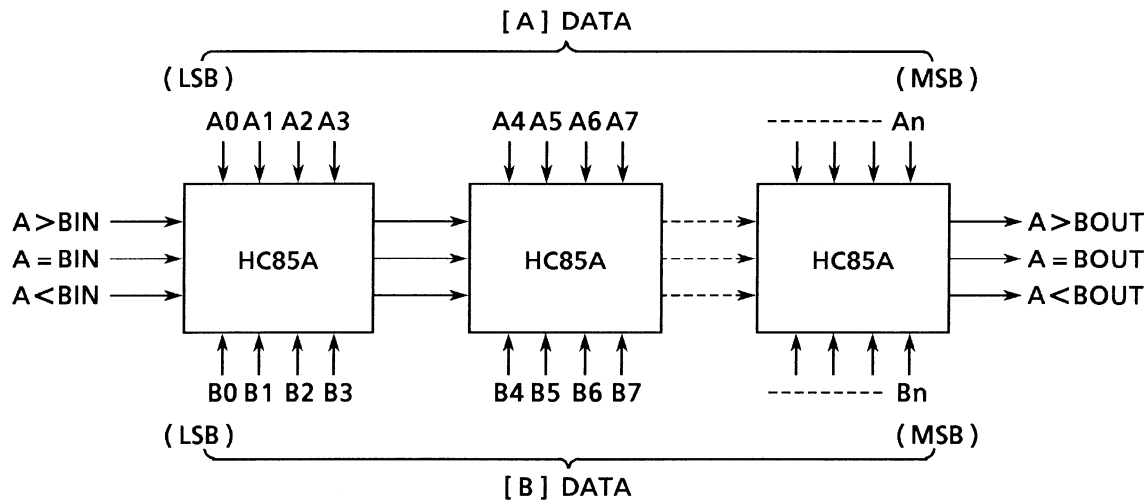 [A] DATA
(LSB) (MSB)
A0 A1 A2 A3 A4 A5 A6 A7 An
A>BIN A>BOUT
A=BIN HC85A HC85A HC85A A=BOUT
A<BIN A<BOUT
B0 B1 B2 B3 B4 B5 B6 B7 Bn
(LSB) (MSB)
[B] DATA